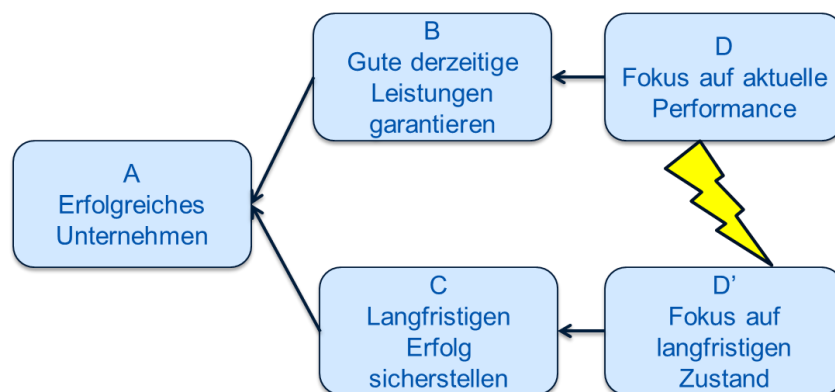 B
Gute derzeitige
Leistungen
garantieren
D
Fokus auf aktuelle
Performance
A
Erfolgreiches
Unternehmen
C
Langfristigen
Erfolg
sicherstellen
D’
Fokus auf
langfristigen
Zustand